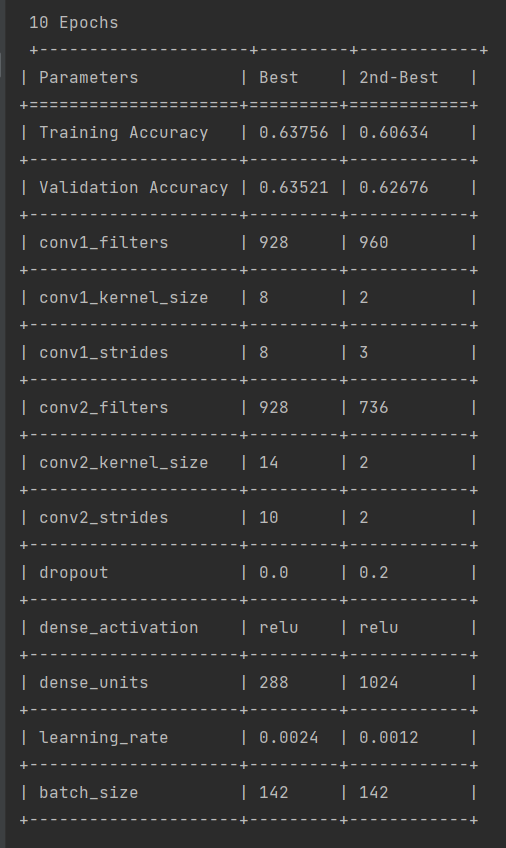 10 Epochs
+---------------------+---------+------------+
| Parameters          | Best    | 2nd-Best   |
+=====================+=========+============+
| Training Accuracy   | 0.63756 | 0.60634    |
+---------------------+---------+------------+
| Validation Accuracy | 0.63521 | 0.62676    |
+---------------------+---------+------------+
| conv1_filters       | 928     | 960        |
+---------------------+---------+------------+
| conv1_kernel_size   | 8       | 2          |
+---------------------+---------+------------+
| conv1_strides       | 8       | 3          |
+---------------------+---------+------------+
| conv2_filters       | 928     | 736        |
+---------------------+---------+------------+
| conv2_kernel_size   | 14      | 2          |
+---------------------+---------+------------+
| conv2_strides       | 10      | 2          |
+---------------------+---------+------------+
| dropout             | 0.0     | 0.2        |
+---------------------+---------+------------+
| dense_activation    | relu    | relu       |
+---------------------+---------+------------+
| dense_units         | 288     | 1024       |
+---------------------+---------+------------+
| learning_rate       | 0.0024  | 0.0012     |
+---------------------+---------+------------+
| batch_size          | 142     | 142        |
+---------------------+---------+------------+